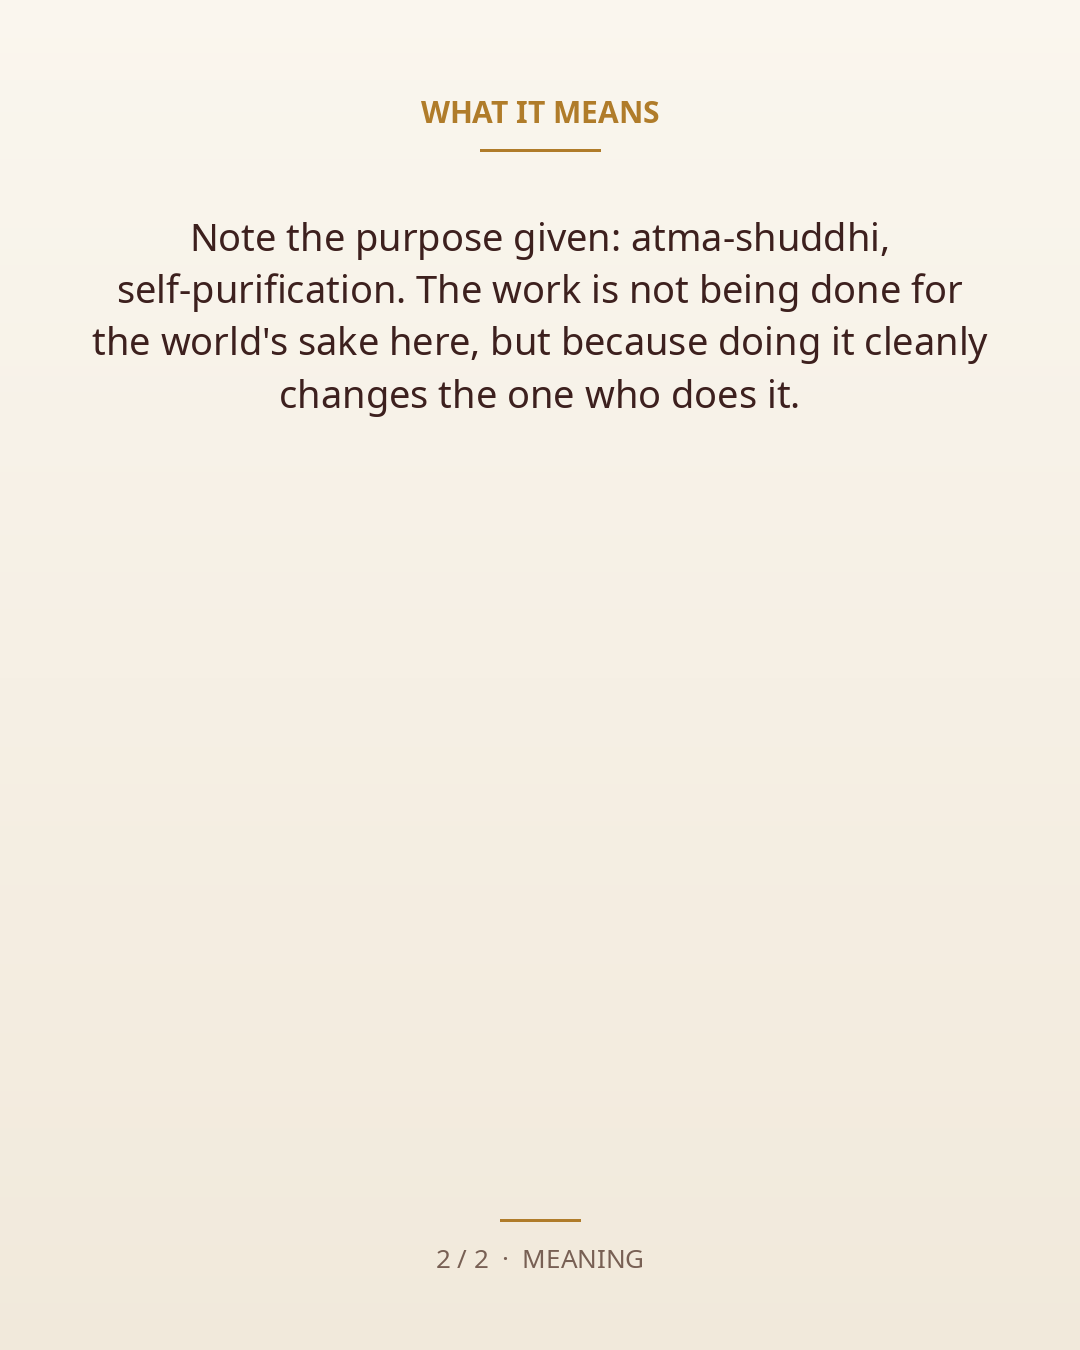 WHAT IT MEANS
Note the purpose given: atma-shuddhi,
self-purification. The work is not being done for
the world's sake here, but because doing it cleanly
changes the one who does it.
2 / 2 · MEANING